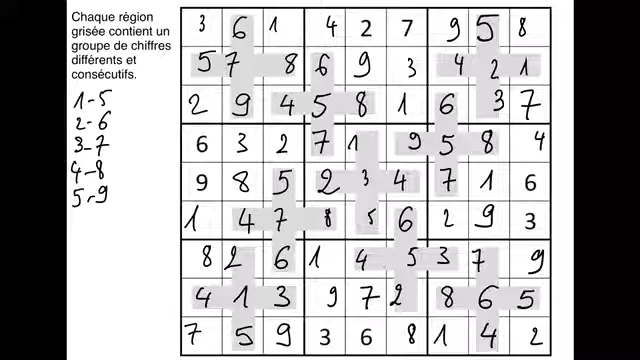 Chaque région
grisée contient un
groupe de chiffres
différents et
consécutifs.
1-5
2-6
3-7
4-8
5-9
3 6 1 4 2 7 9 5 8
5 7 8 6 9 3 4 2 1
2 9 4 5 8 1 6 3 7
6 3 2 7 1 9 5 8 4
9 8 5 2 3 4 7 1 6
1 4 7 8 5 6 2 9 3
8 2 6 1 4 5 3 7 9
4 1 3 9 7 2 8 6 5
7 5 9 3 6 8 1 4 2